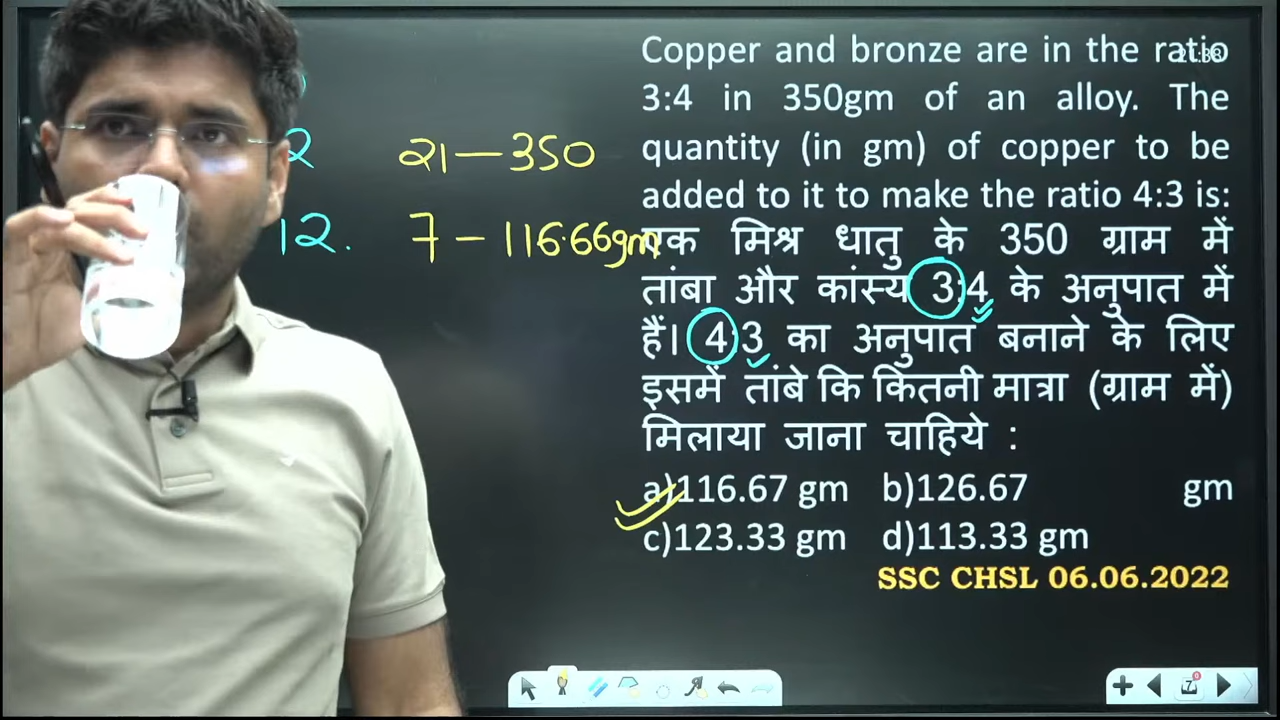 Copper and bronze are in the ratio
3:4 in 350gm of an alloy. The
quantity (in gm) of copper to be
added to it to make the ratio 4:3 is:
एक मिश्र धातु के 350 ग्राम में
तांबा और कांस्य 3:4 के अनुपात में
हैं। 4:3 का अनुपात बनाने के लिए
इसमें तांबे कि कितनी मात्रा (ग्राम में)
मिलाया जाना चाहिये :
a)116.67 gm b)126.67 gm
c)123.33 gm d)113.33 gm
SSC CHSL 06.06.2022
2
21 — 350
12.
7 — 116.66gm